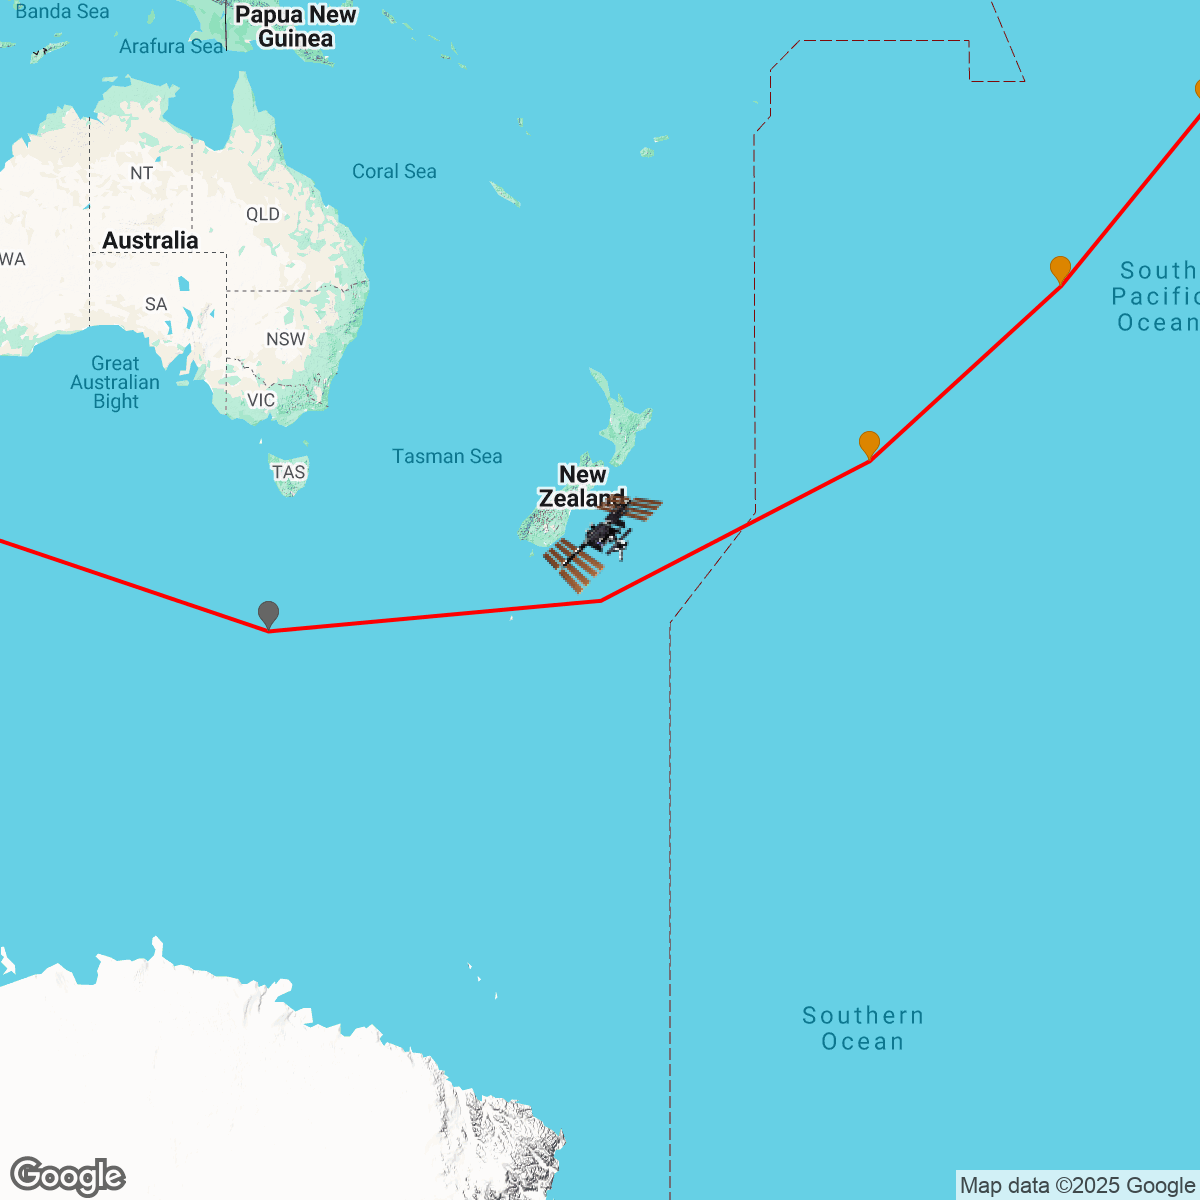 Banda Sea
Papua New
Guinea
Arafura Sea
NT
Coral Sea
QLD
Australia
WA
SA
South
Pacific
Ocean
NSW
Great
Australian
Bight
VIC
Tasman Sea
TAS
New
Zealand
Southern
Ocean
Google
Map data ©2025 Google